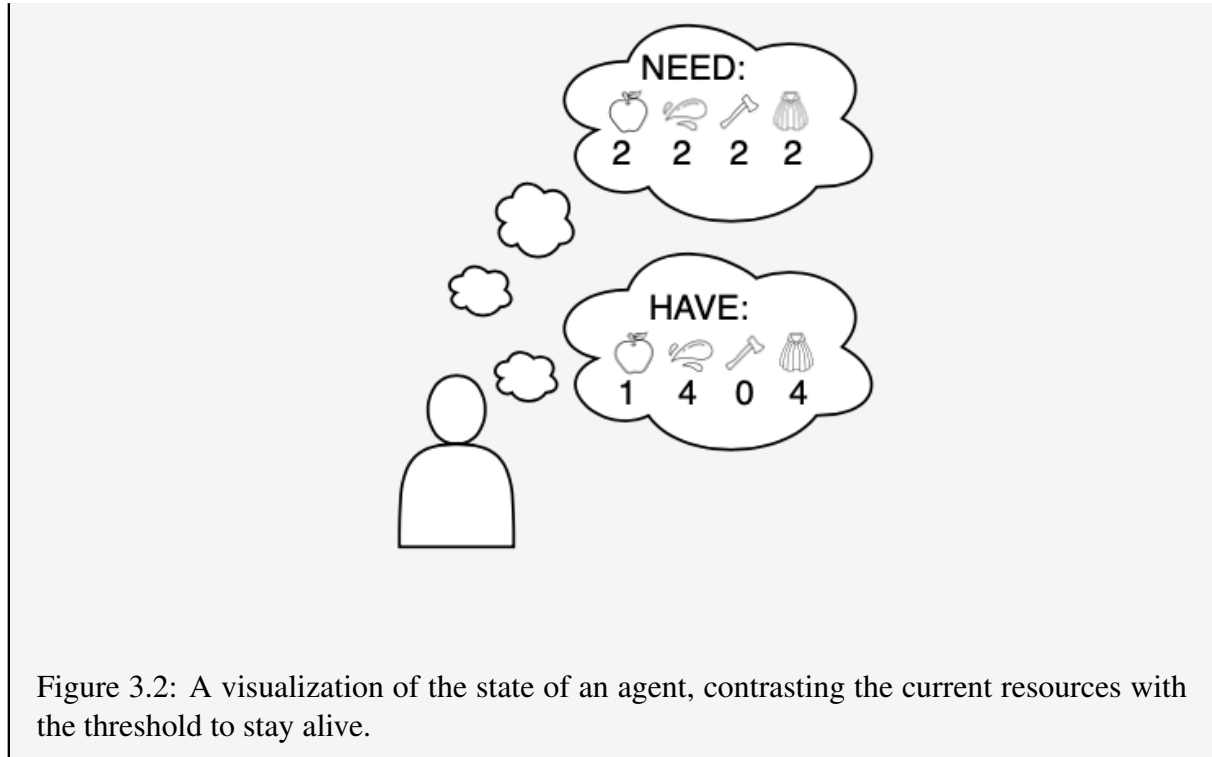 NEED:
2 2 2 2
HAVE:
1 4 0 4
Figure 3.2: A visualization of the state of an agent, contrasting the current resources with
the threshold to stay alive.